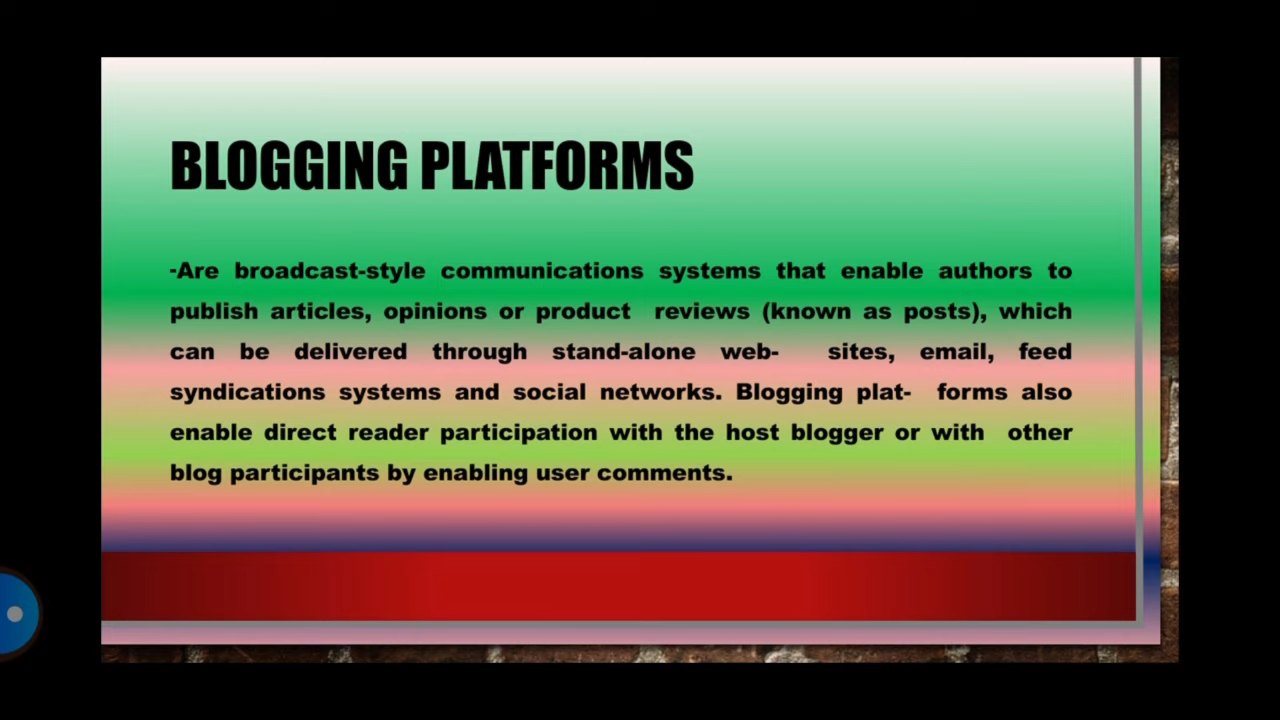 BLOGGING PLATFORMS
-Are broadcast-style communications systems that enable authors to
publish articles, opinions or product reviews (known as posts), which
can be delivered through stand-alone web- sites, email, feed
syndications systems and social networks. Blogging plat- forms also
enable direct reader participation with the host blogger or with other
blog participants by enabling user comments.